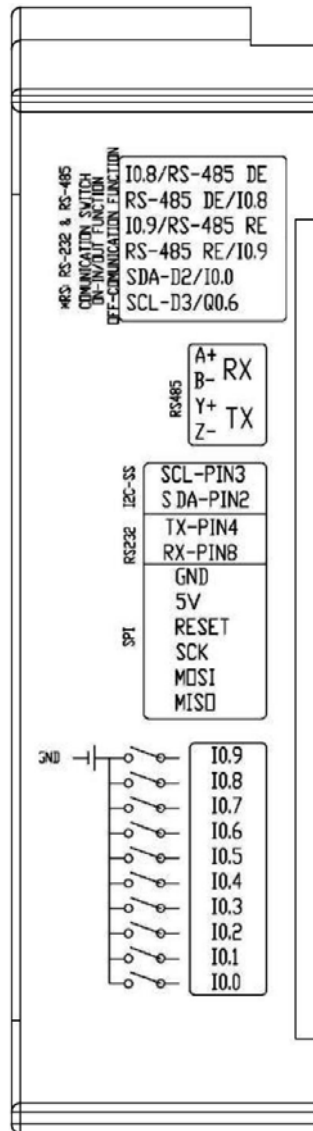 *RS: RS-232 & RS-485
COMUNICATION SWITCH
ON-IN/OUT FUNCTION
OFF-COMUNICATION FUNCTION
I0.8/RS-485 DE
RS-485 DE/I0.8
I0.9/RS-485 RE
RS-485 RE/I0.9
SDA-D2/I0.0
SCL-D3/Q0.6
RS485
A+
B-
RX
Y+
Z-
TX
I2C-SS
SCL-PIN3
SDA-PIN2
RS232
TX-PIN4
RX-PIN8
SPI
GND
5V
RESET
SCK
MOSI
MISO
GND
I0.9
I0.8
I0.7
I0.6
I0.5
I0.4
I0.3
I0.2
I0.1
I0.0